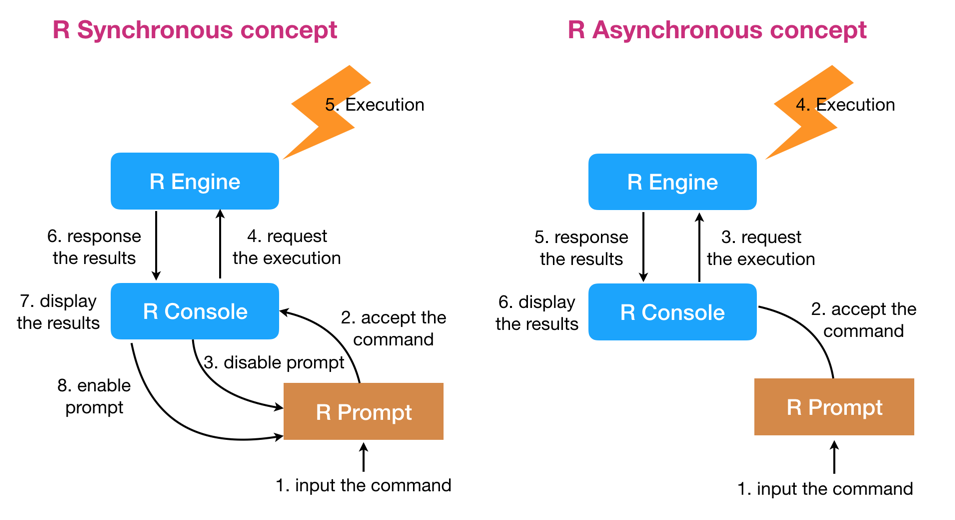 R Synchronous concept
5. Execution
R Engine
6. response
the results
4. request
the execution
7. display
the results
R Console
2. accept the
command
3. disable prompt
8. enable
prompt
R Prompt
1. input the command
R Asynchronous concept
4. Execution
R Engine
5. response
the results
3. request
the execution
6. display
the results
R Console
2. accept the
command
R Prompt
1. input the command